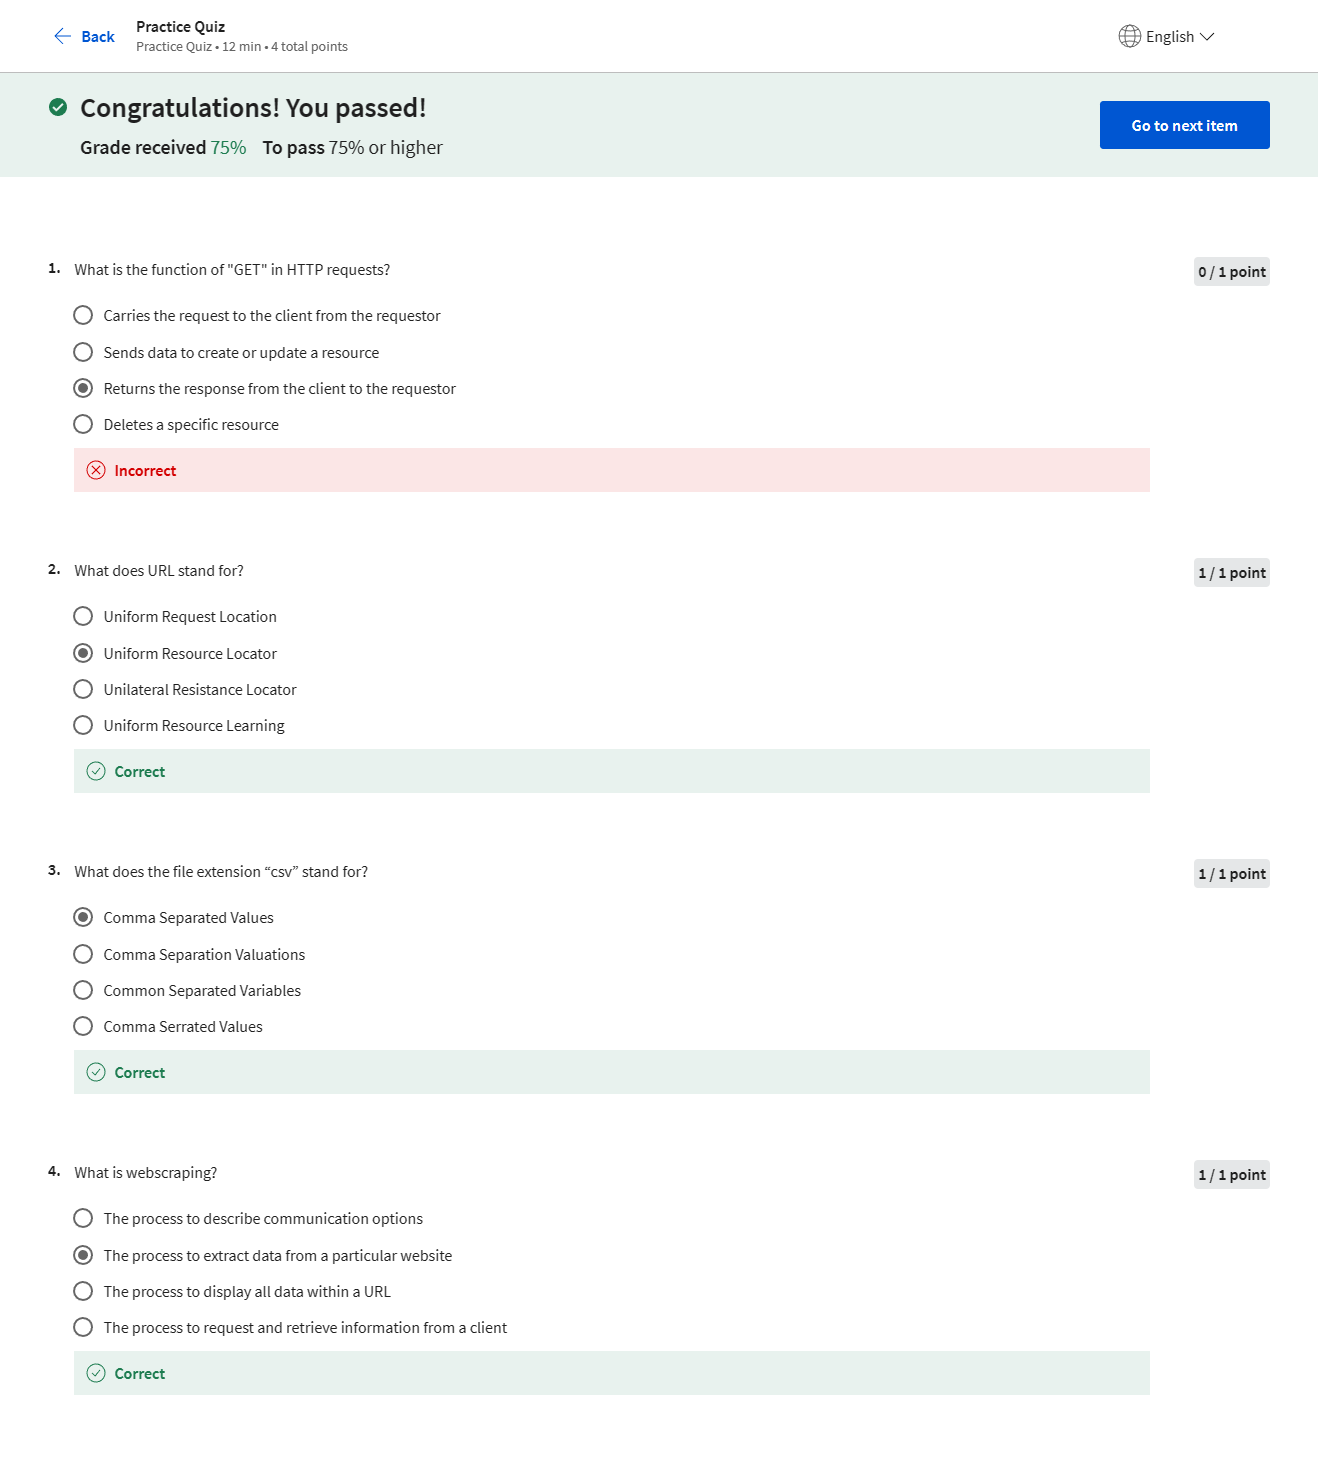 Back
Practice Quiz
Practice Quiz • 12 min • 4 total points
English
Congratulations! You passed!
Grade received 75% To pass 75% or higher
Go to next item
1. What is the function of "GET" in HTTP requests?
0 / 1 point
Carries the request to the client from the requestor
Sends data to create or update a resource
Returns the response from the client to the requestor
Deletes a specific resource
Incorrect
2. What does URL stand for?
1 / 1 point
Uniform Request Location
Uniform Resource Locator
Unilateral Resistance Locator
Uniform Resource Learning
Correct
3. What does the file extension “csv” stand for?
1 / 1 point
Comma Separated Values
Comma Separation Valuations
Common Separated Variables
Comma Serrated Values
Correct
4. What is webscraping?
1 / 1 point
The process to describe communication options
The process to extract data from a particular website
The process to display all data within a URL
The process to request and retrieve information from a client
Correct